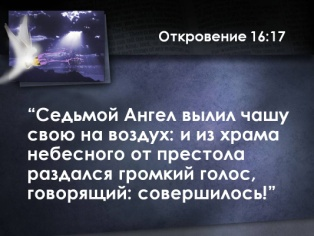 Откровение 16:17
“Седьмой Ангел вылил чашу
свою на воздух: и из храма
небесного от престола
раздался громкий голос,
говорящий: совершилось!”